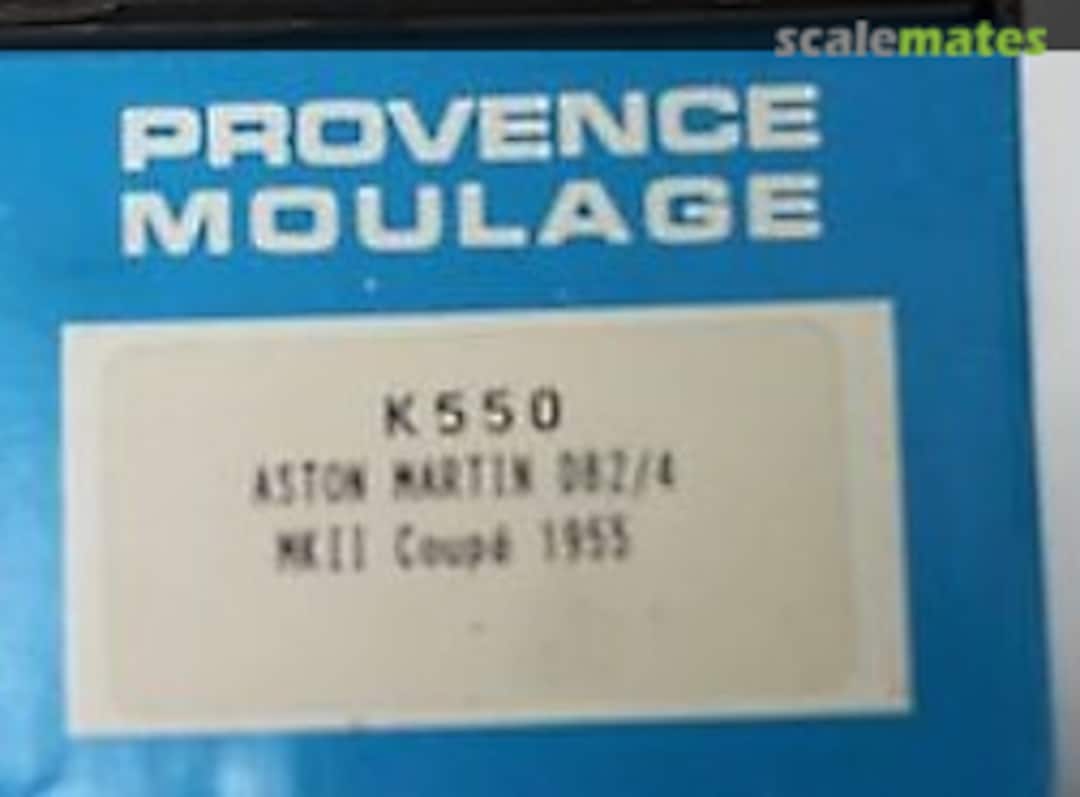 scalemates
PROVENCE
MOULAGE
K550
ASTON MARTIN DB2/4
MKII Coupé 1955